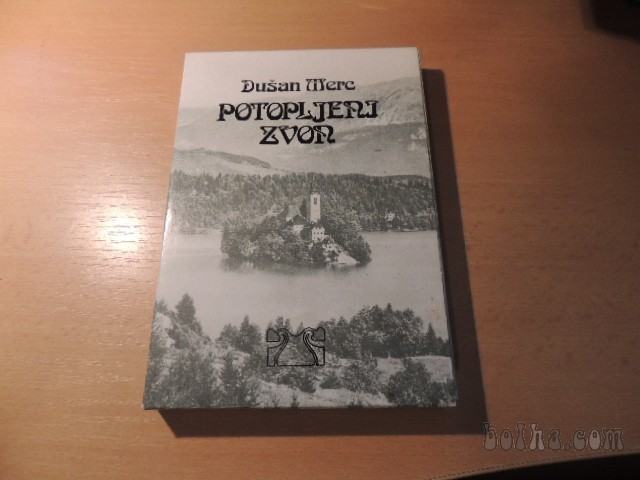 Dušan Merc
POTOPLJENI
ZVON
bolha.com